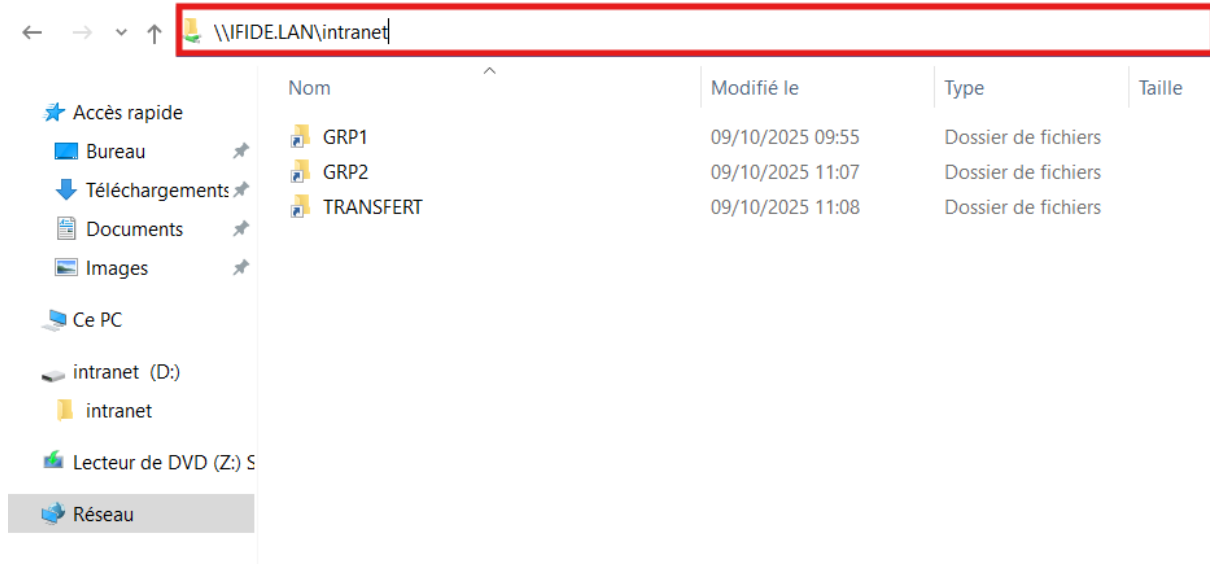 \\IFIDE.LAN\intranet
Nom Modifié le Type Taille
Accès rapide
Bureau
Téléchargements
Documents
Images
Ce PC
intranet (D:)
intranet
Lecteur de DVD (Z:) S
Réseau
GRP1 09/10/2025 09:55 Dossier de fichiers
GRP2 09/10/2025 11:07 Dossier de fichiers
TRANSFERT 09/10/2025 11:08 Dossier de fichiers